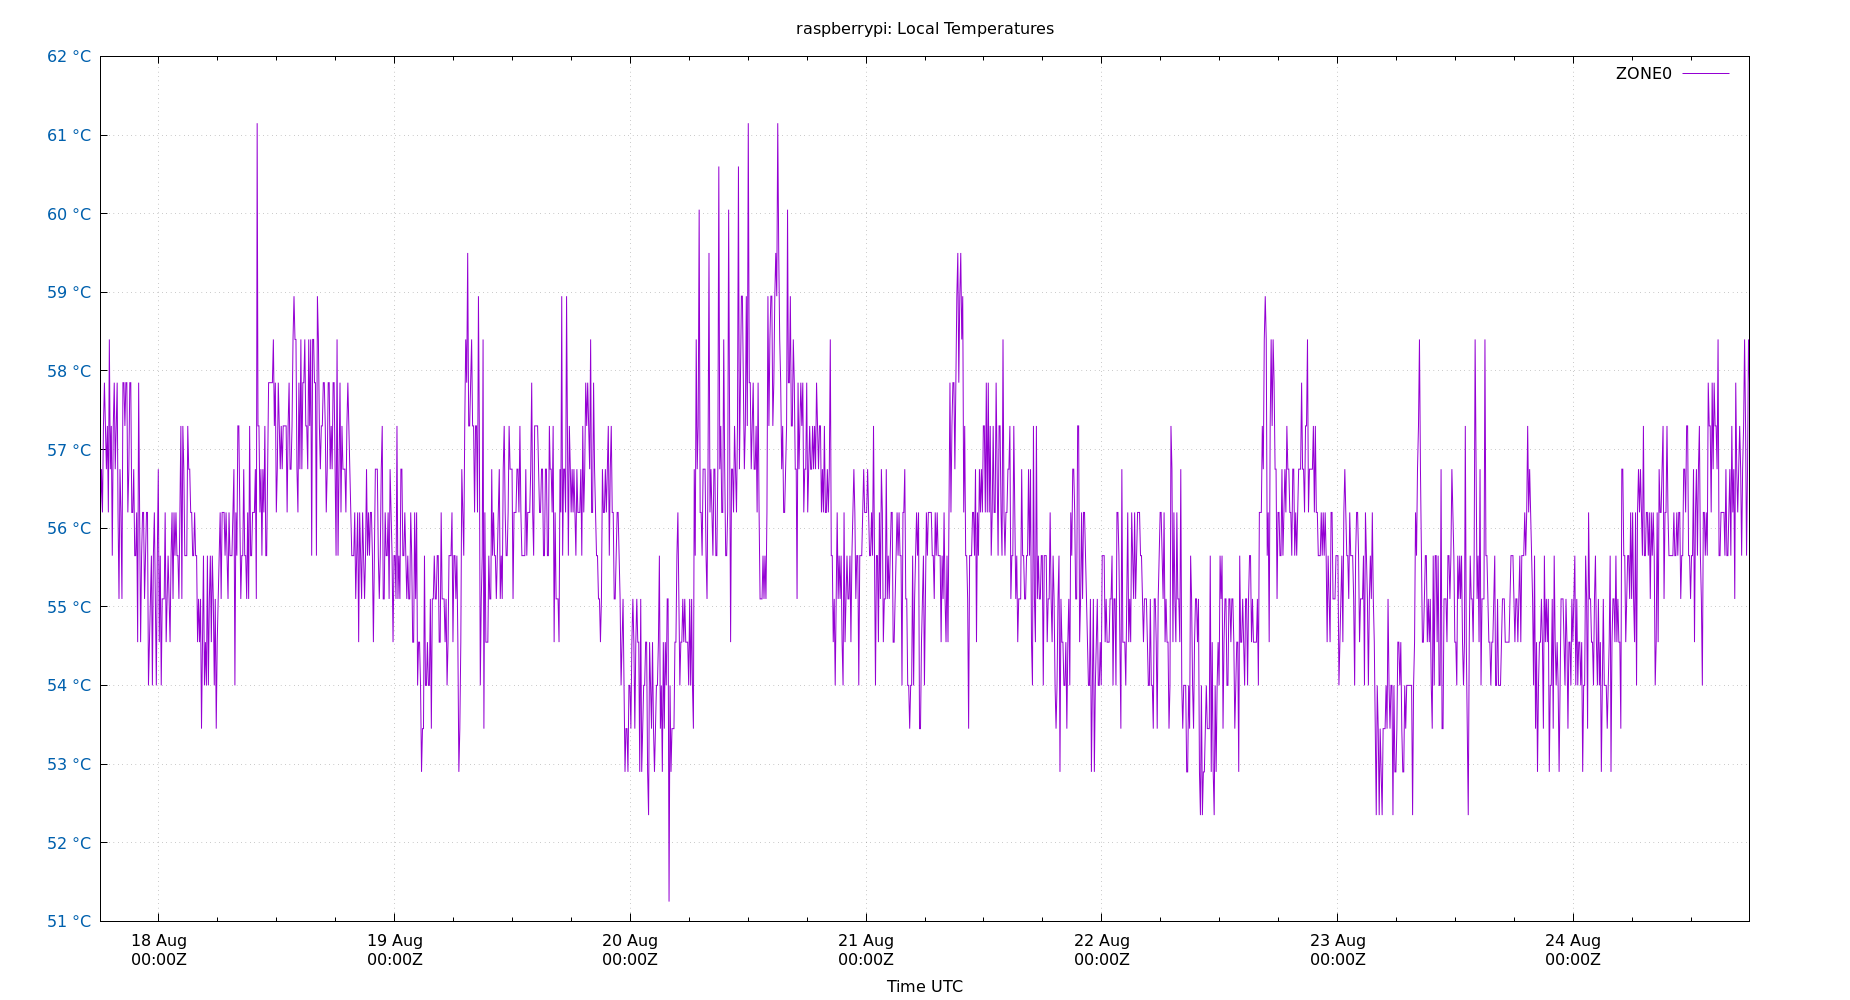 raspberrypi: Local Temperatures
62 °C
ZONE0
61 °C
60 °C
59 °C
58 °C
57 °C
56 °C
55 °C
54 °C
53 °C
52 °C
51 °C
18 Aug 19 Aug 20 Aug 21 Aug 22 Aug 23 Aug 24 Aug
00:00Z 00:00Z 00:00Z 00:00Z 00:00Z 00:00Z 00:00Z
Time UTC